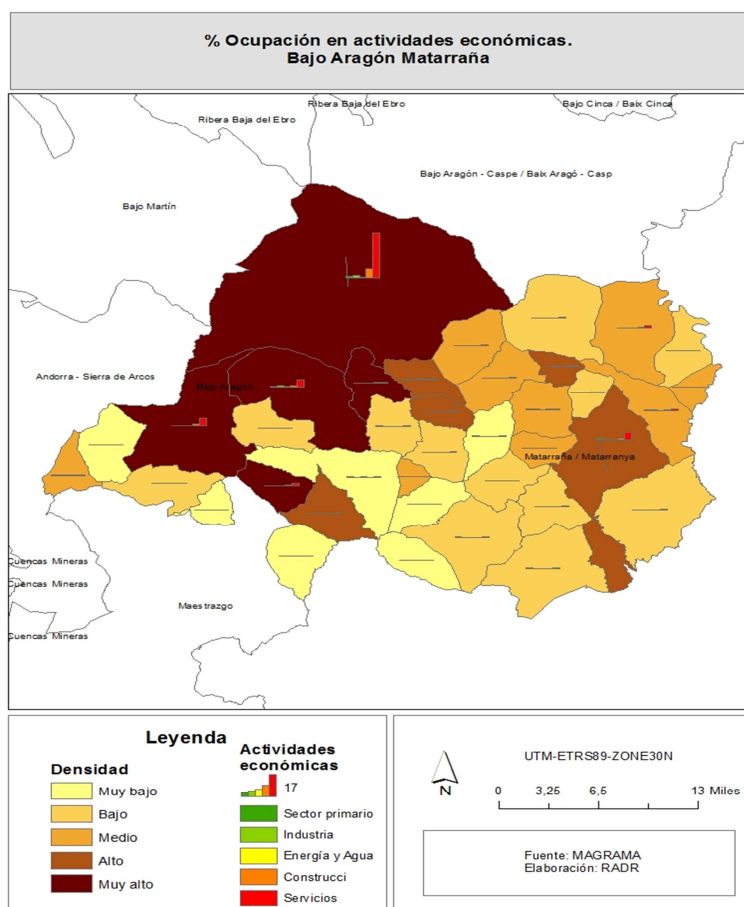 % Ocupación en actividades económicas.
Bajo Aragón Matarraña
Ribera Baja del Ebro
Bajo Cinca / Baix Cinca
Ribera Baja del Ebro
Bajo Aragón - Caspe / Baix Aragó - Casp
Bajo Martín
Andorra - Sierra de Arcos
Bajo Aragón
Matarraña / Matarranya
Cuencas Mineras
Cuencas Mineras
Maestrazgo
Cuencas Mineras
Leyenda
Densidad
Muy bajo
Bajo
Medio
Alto
Muy alto
Actividades
económicas
17
Sector primario
Industria
Energía y Agua
Construcci
Servicios
N
UTM-ETRS89-ZONE30N
0 3,26 6,5 13 Miles
Fuente: MAGRAMA
Elaboración: RADR